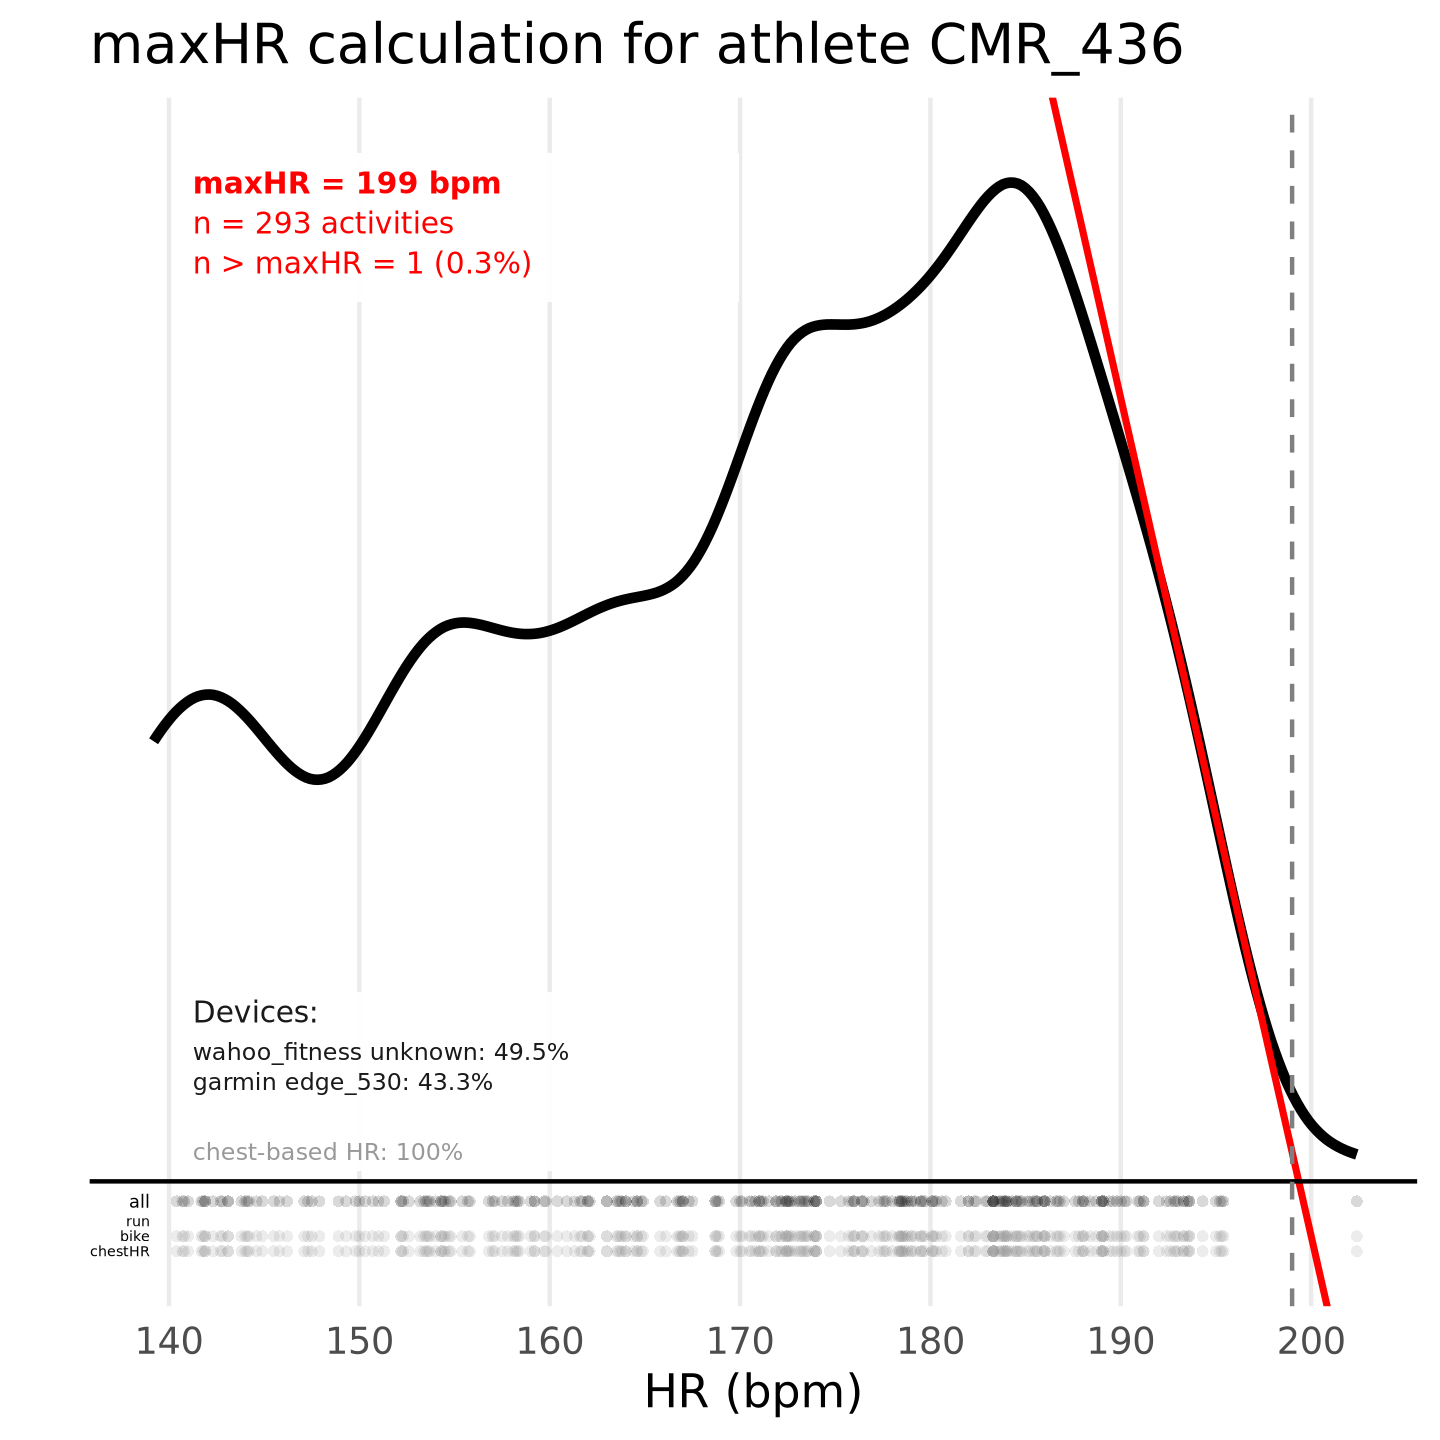 maxHR calculation for athlete CMR_436
maxHR = 199 bpm
n = 293 activities
n > maxHR = 1 (0.3%)
Devices:
wahoo_fitness unknown: 49.5%
garmin edge_530: 43.3%
chest-based HR: 100%
all
run
bike
chestHR
140 150 160 170 180 190 200
HR (bpm)